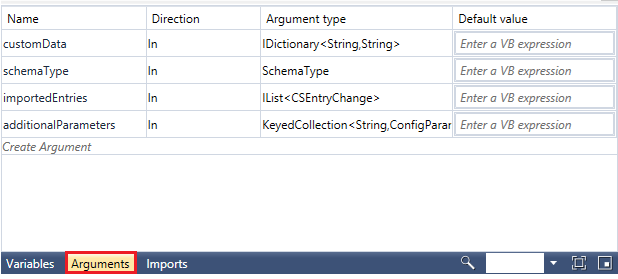 Name Direction Argument type Default value
customData In IDictionary<String,String> Enter a VB expression
schemaType In SchemaType Enter a VB expression
importedEntries In IList<CSEntryChange> Enter a VB expression
additionalParameters In KeyedCollection<String,ConfigParar Enter a VB expression
Create Argument
Variables Arguments Imports